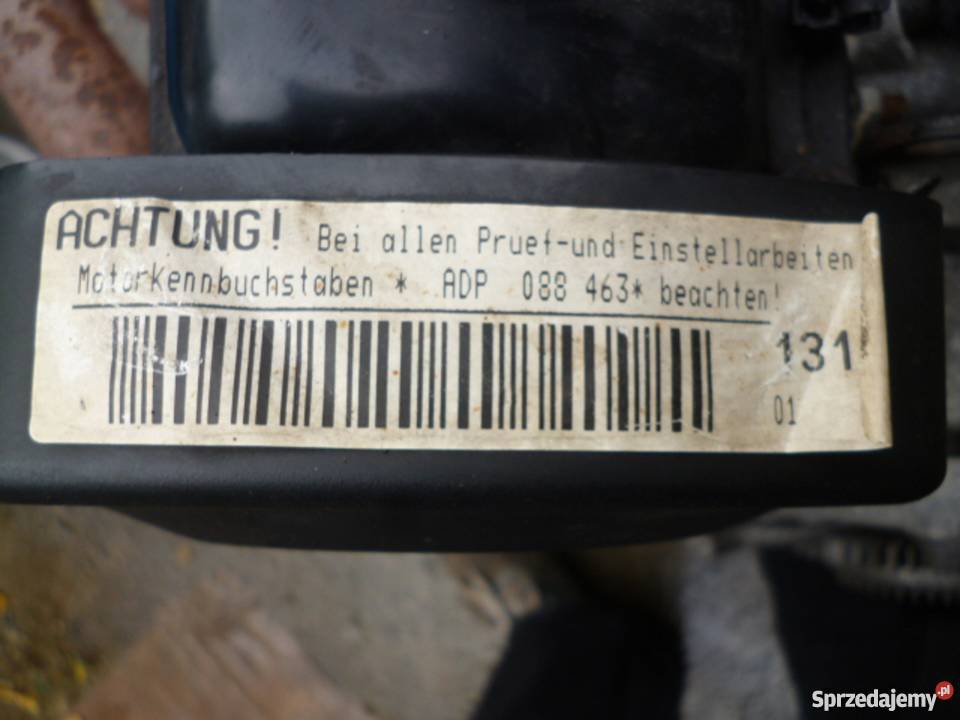 ACHTUNG! Bei allen Pruef-und Einstellarbeiten
Motorkennbuchstaben * ADP 088 463* beachten!
131
01
Sprzedajemy.pl